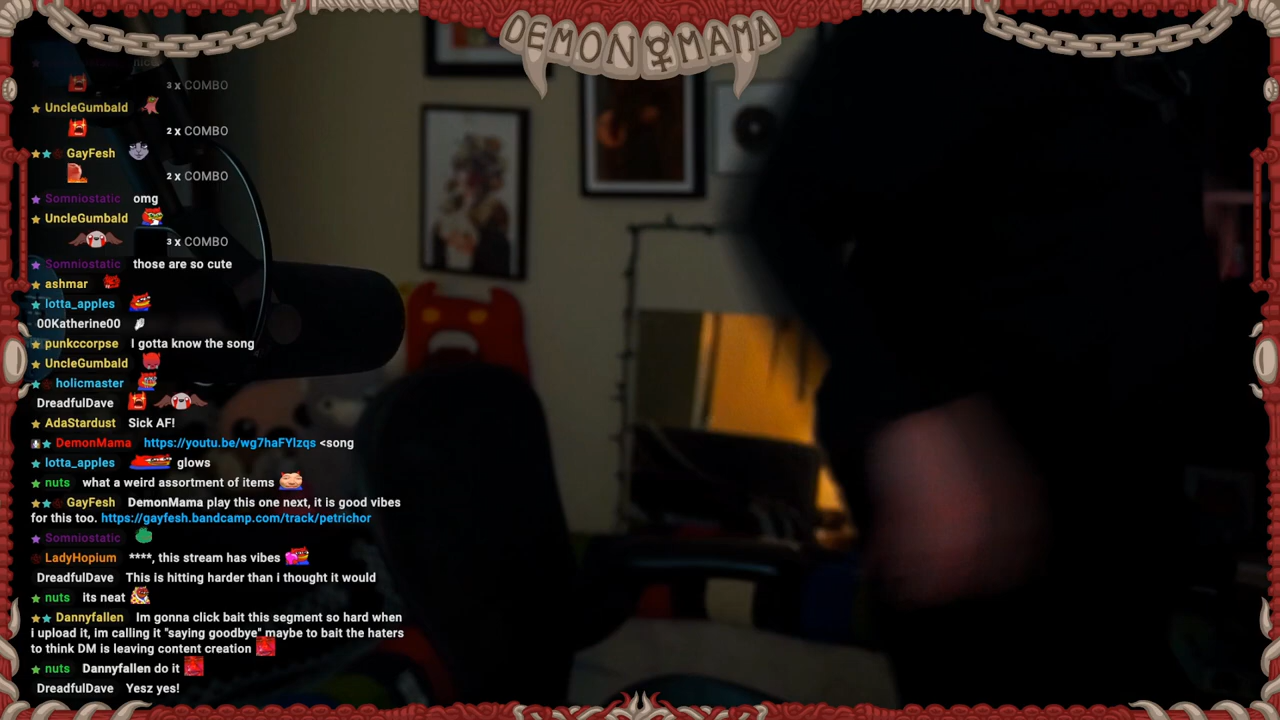 DEMON MAMA
nice
3 x COMBO
UncleGumbald
2 x COMBO
GayFesh
2 x COMBO
Somniostatic omg
UncleGumbald
3 x COMBO
Somniostatic those are so cute
ashmar
lotta_apples
00Katherine00
punkccorpse I gotta know the song
UncleGumbald
holicmaster
DreadfulDave
AdaStardust Sick AF!
DemonMama https://youtu.be/wg7haFYIzqs <song
lotta_apples glows
nuts what a weird assortment of items
GayFesh DemonMama play this one next, it is good vibes
for this too. https://gayfesh.bandcamp.com/track/petrichor
Somniostatic
LadyHopium ****, this stream has vibes
DreadfulDave This is hitting harder than i thought it would
nuts its neat
Dannyfallen Im gonna click bait this segment so hard when
i upload it, im calling it "saying goodbye" maybe to bait the haters
to think DM is leaving content creation
nuts Dannyfallen do it
DreadfulDave Yesz yes!